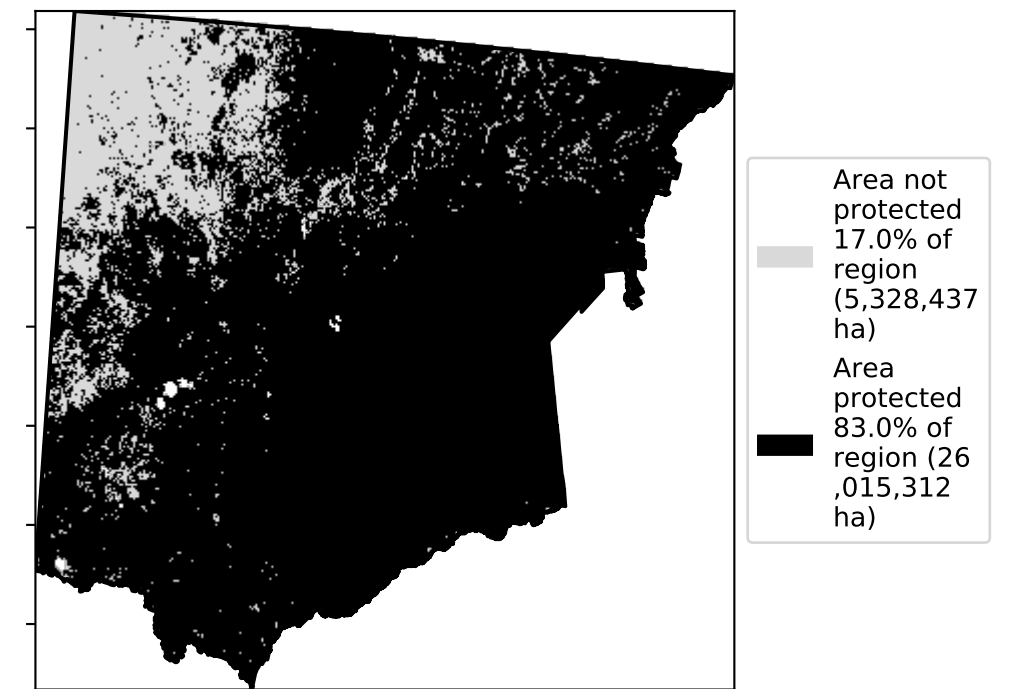 Area not
protected
17.0% of
region
(5,328,437
ha)
Area
protected
83.0% of
region (26
,015,312
ha)